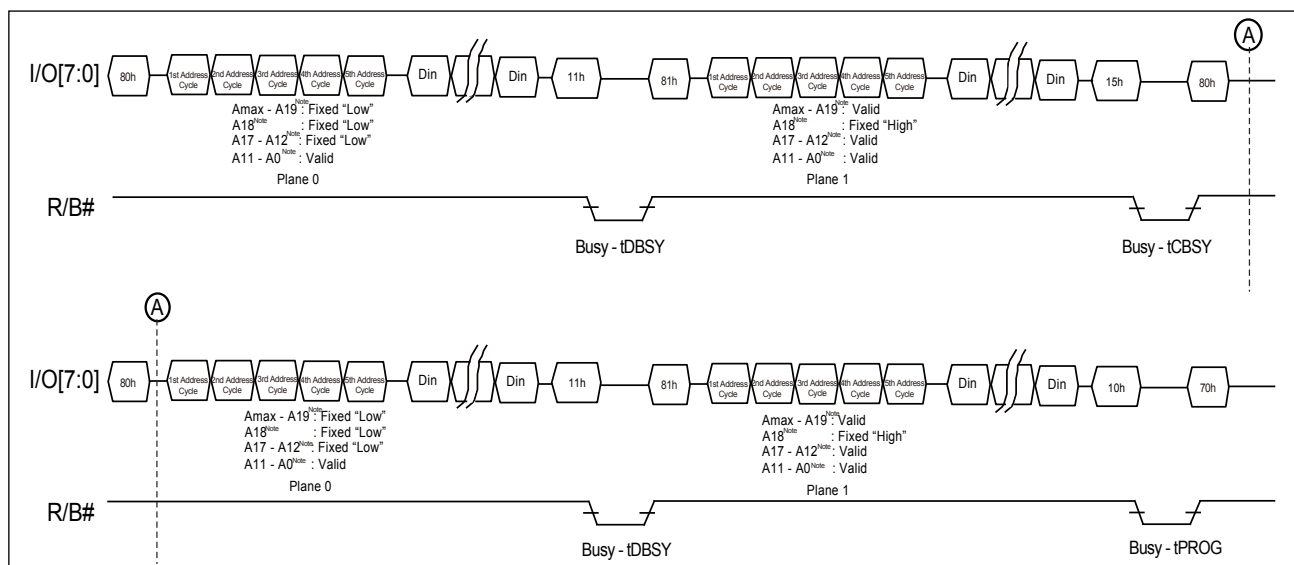 A
I/O[7:0] 80h 1st Address Cycle 2nd Address Cycle 3rd Address Cycle 4th Address Cycle 5th Address Cycle Din Din 11h 81h 1st Address Cycle 2nd Address Cycle 3rd Address Cycle 4th Address Cycle 5th Address Cycle Din Din 15h 80h
Amax - A19Note : Fixed “Low”
A18Note : Fixed “Low”
A17 - A12Note : Fixed “Low”
A11 - A0Note : Valid
Plane 0
Amax - A19Note : Valid
A18Note : Fixed “High”
A17 - A12Note : Valid
A11 - A0Note : Valid
Plane 1
R/B#
Busy - tDBSY
Busy - tCBSY
A
I/O[7:0] 80h 1st Address Cycle 2nd Address Cycle 3rd Address Cycle 4th Address Cycle 5th Address Cycle Din Din 11h 81h 1st Address Cycle 2nd Address Cycle 3rd Address Cycle 4th Address Cycle 5th Address Cycle Din Din 10h 70h
Amax - A19Note : Fixed “Low”
A18Note : Fixed “Low”
A17 - A12Note : Fixed “Low”
A11 - A0Note : Valid
Plane 0
Amax - A19Note : Valid
A18Note : Fixed “High”
A17 - A12Note : Valid
A11 - A0Note : Valid
Plane 1
R/B#
Busy - tDBSY
Busy - tPROG